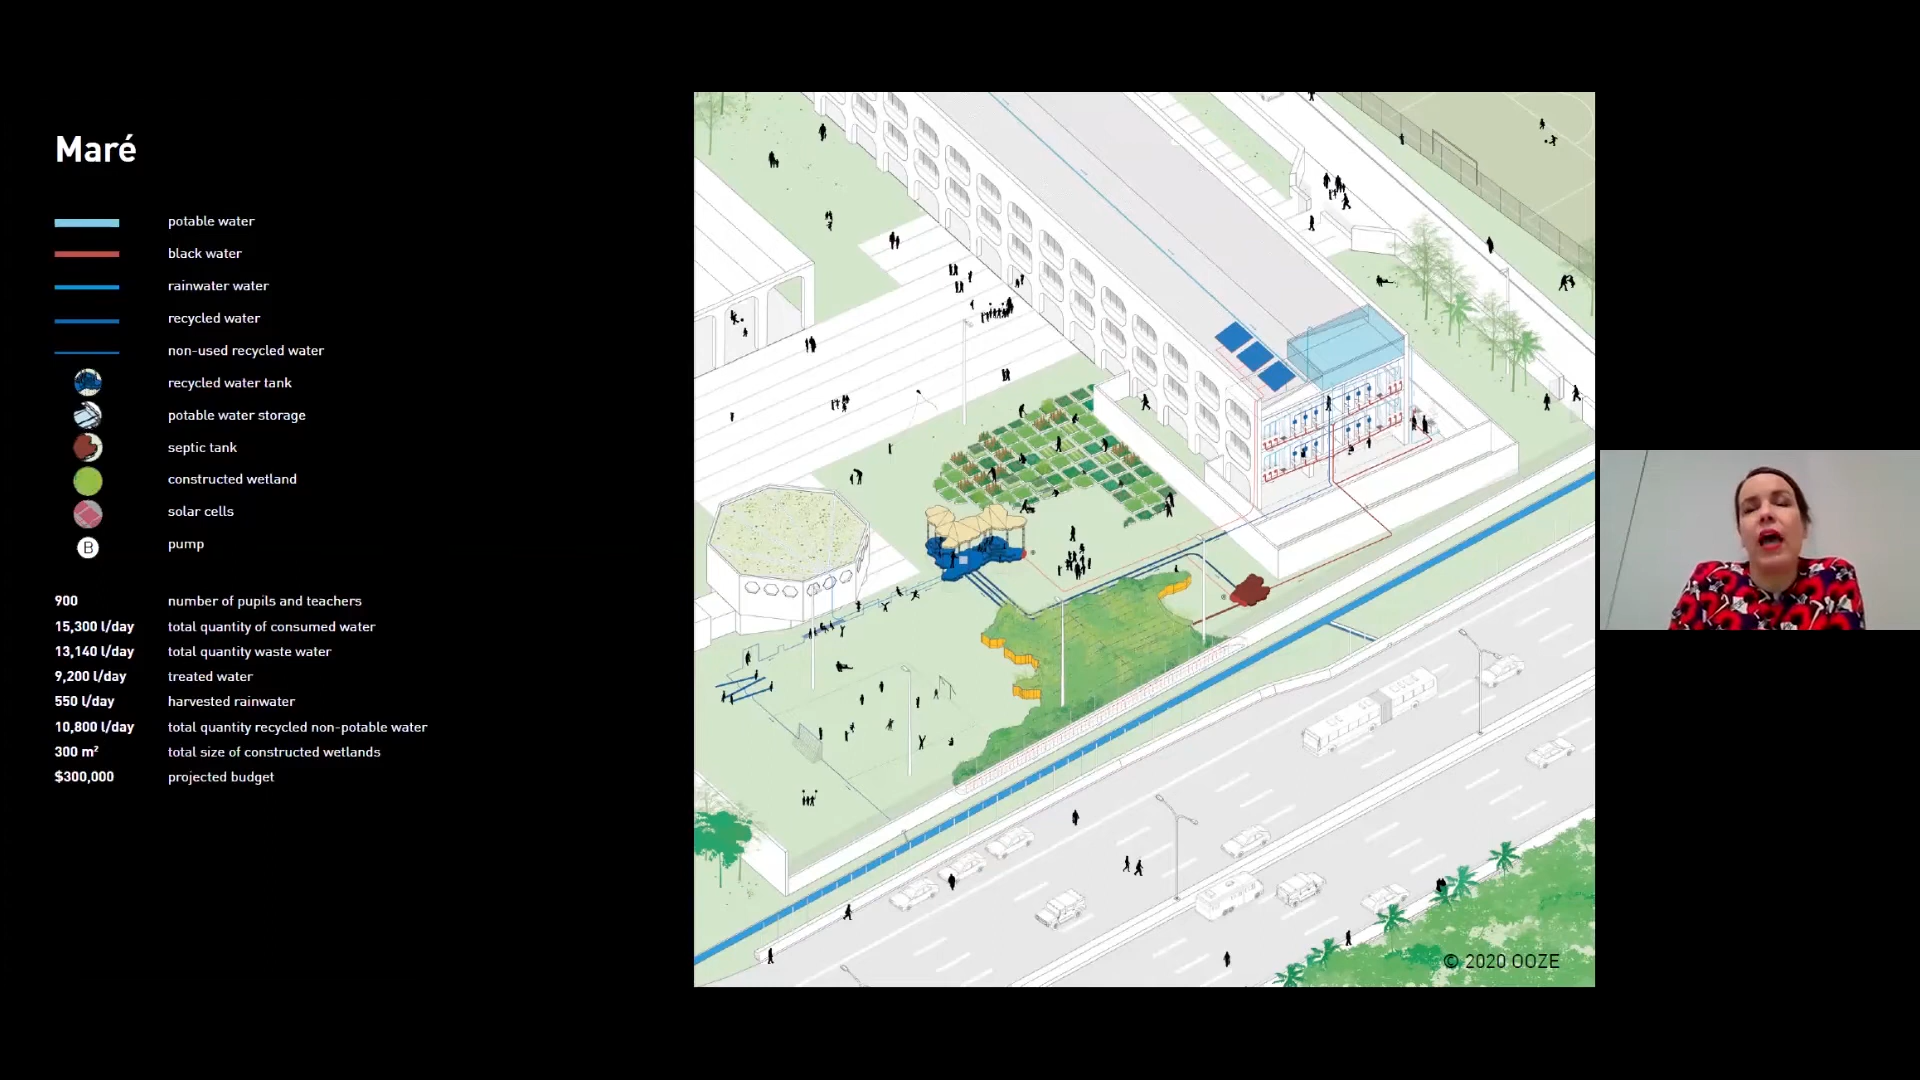 Maré
potable water
black water
rainwater water
recycled water
non-used recycled water
recycled water tank
potable water storage
septic tank
constructed wetland
solar cells
B pump
900 number of pupils and teachers
15,300 l/day total quantity of consumed water
13,140 l/day total quantity waste water
9,200 l/day treated water
550 l/day harvested rainwater
10,800 l/day total quantity recycled non-potable water
300 m² total size of constructed wetlands
$300,000 projected budget
© 2020 OOZE